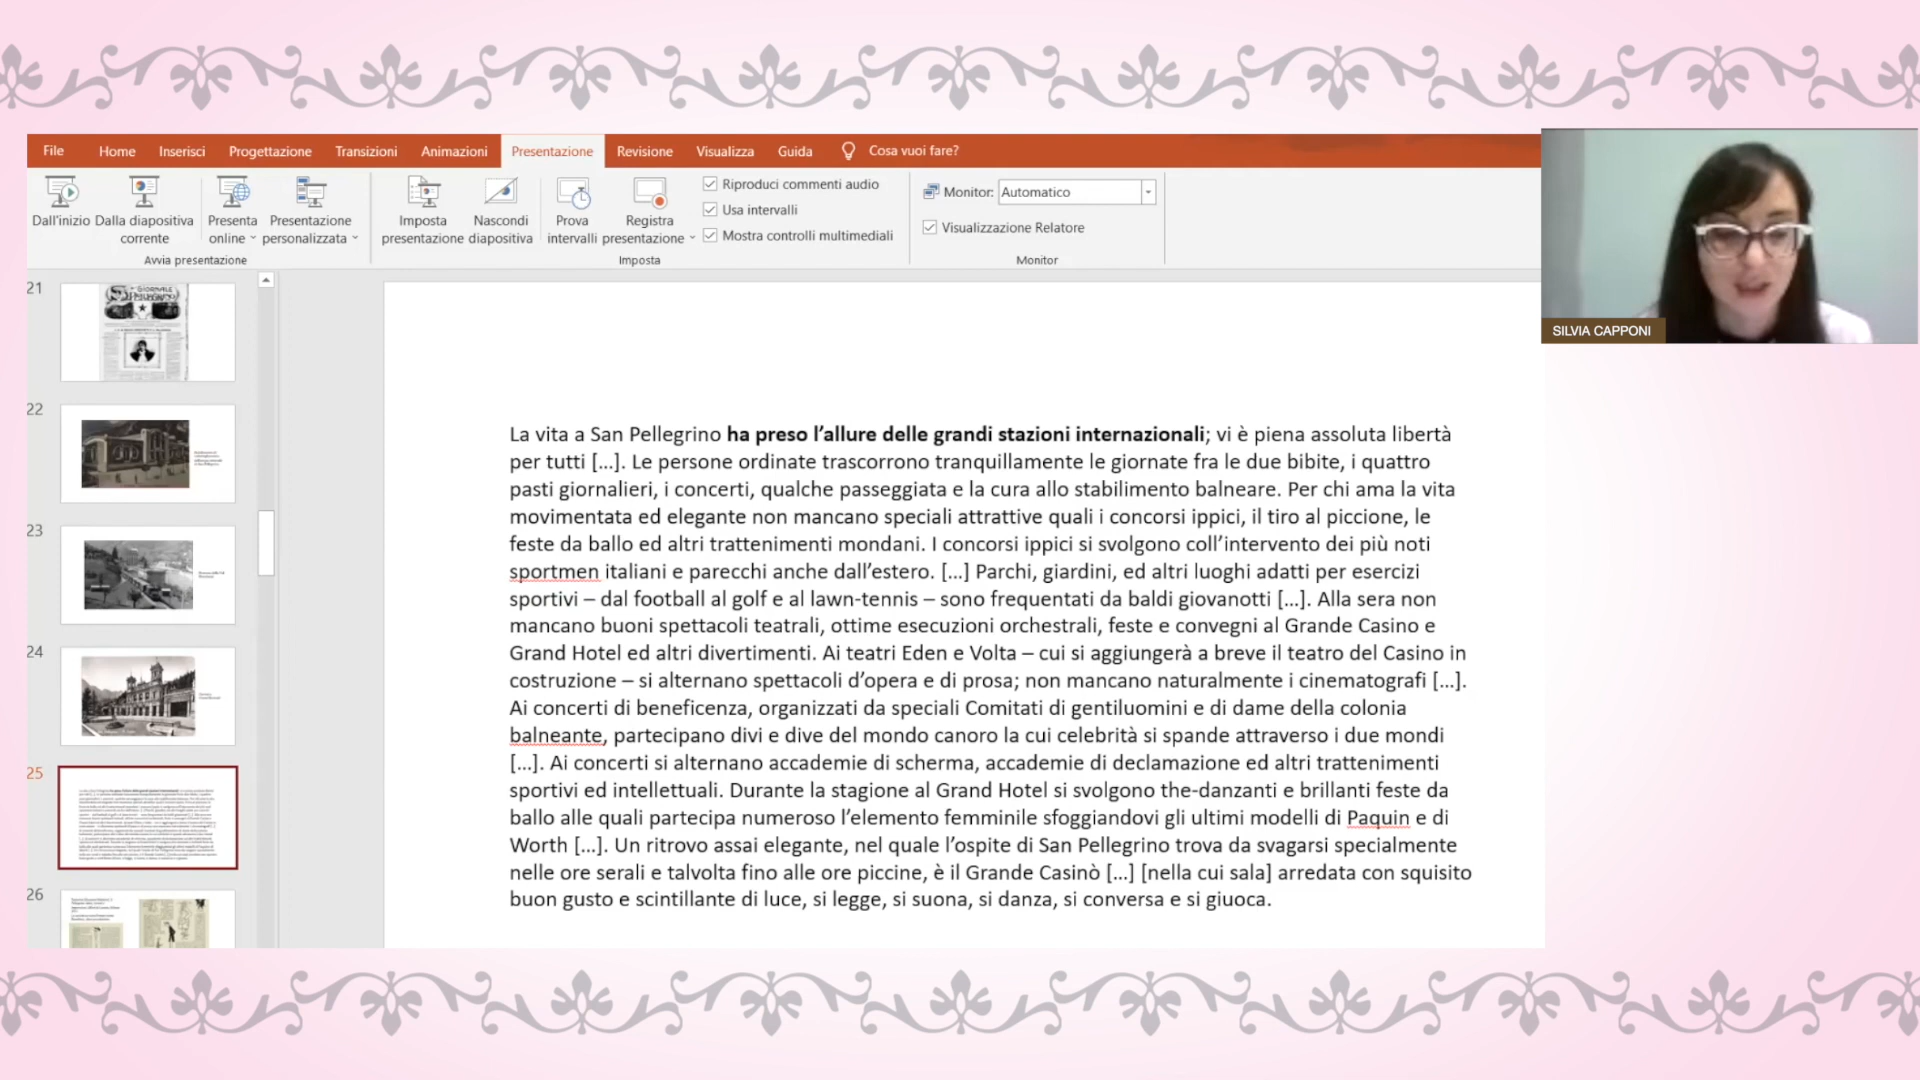 File Home Inserisci Progettazione Transizioni Animazioni Presentazione Revisione Visualizza Guida Cosa vuoi fare?
Dall'inizio
Dalla diapositiva
corrente
Presenta
online
Presentazione
personalizzata
Avvia presentazione
Imposta
presentazione
Nascondi
diapositiva
Prova
intervalli
Registra
presentazione
Riproduci commenti audio
Usa intervalli
Mostra controlli multimediali
Imposta
Monitor: Automatico
Visualizzazione Relatore
Monitor
SILVIA CAPPONI
21
GIORNALE
22
23
24
25
26
La vita a San Pellegrino ha preso l’allure delle grandi stazioni internazionali; vi è piena assoluta libertà
per tutti [...]. Le persone ordinate trascorrono tranquillamente le giornate fra le due bibite, i quattro
pasti giornalieri, i concerti, qualche passeggiata e la cura allo stabilimento balneare. Per chi ama la vita
movimentata ed elegante non mancano speciali attrattive quali i concorsi ippici, il tiro al piccione, le
feste da ballo ed altri trattenimenti mondani. I concorsi ippici si svolgono coll’intervento dei più noti
sportmen italiani e parecchi anche dall’estero. [...] Parchi, giardini, ed altri luoghi adatti per esercizi
sportivi – dal football al golf e al lawn-tennis – sono frequentati da baldi giovanotti [...]. Alla sera non
mancano buoni spettacoli teatrali, ottime esecuzioni orchestrali, feste e convegni al Grande Casino e
Grand Hotel ed altri divertimenti. Ai teatri Eden e Volta – cui si aggiungerà a breve il teatro del Casino in
costruzione – si alternano spettacoli d’opera e di prosa; non mancano naturalmente i cinematografi [...].
Ai concerti di beneficenza, organizzati da speciali Comitati di gentiluomini e di dame della colonia
balneante, partecipano divi e dive del mondo canoro la cui celebrità si spande attraverso i due mondi
[...]. Ai concerti si alternano accademie di scherma, accademie di declamazione ed altri trattenimenti
sportivi ed intellettuali. Durante la stagione al Grand Hotel si svolgono the-danzanti e brillanti feste da
ballo alle quali partecipa numeroso l’elemento femminile sfoggiandovi gli ultimi modelli di Paquin e di
Worth [...]. Un ritrovo assai elegante, nel quale l’ospite di San Pellegrino trova da svagarsi specialmente
nelle ore serali e talvolta fino alle ore piccine, è il Grande Casinò [...] [nella cui sala] arredata con squisito
buon gusto e scintillante di luce, si legge, si suona, si danza, si conversa e si giuoca.